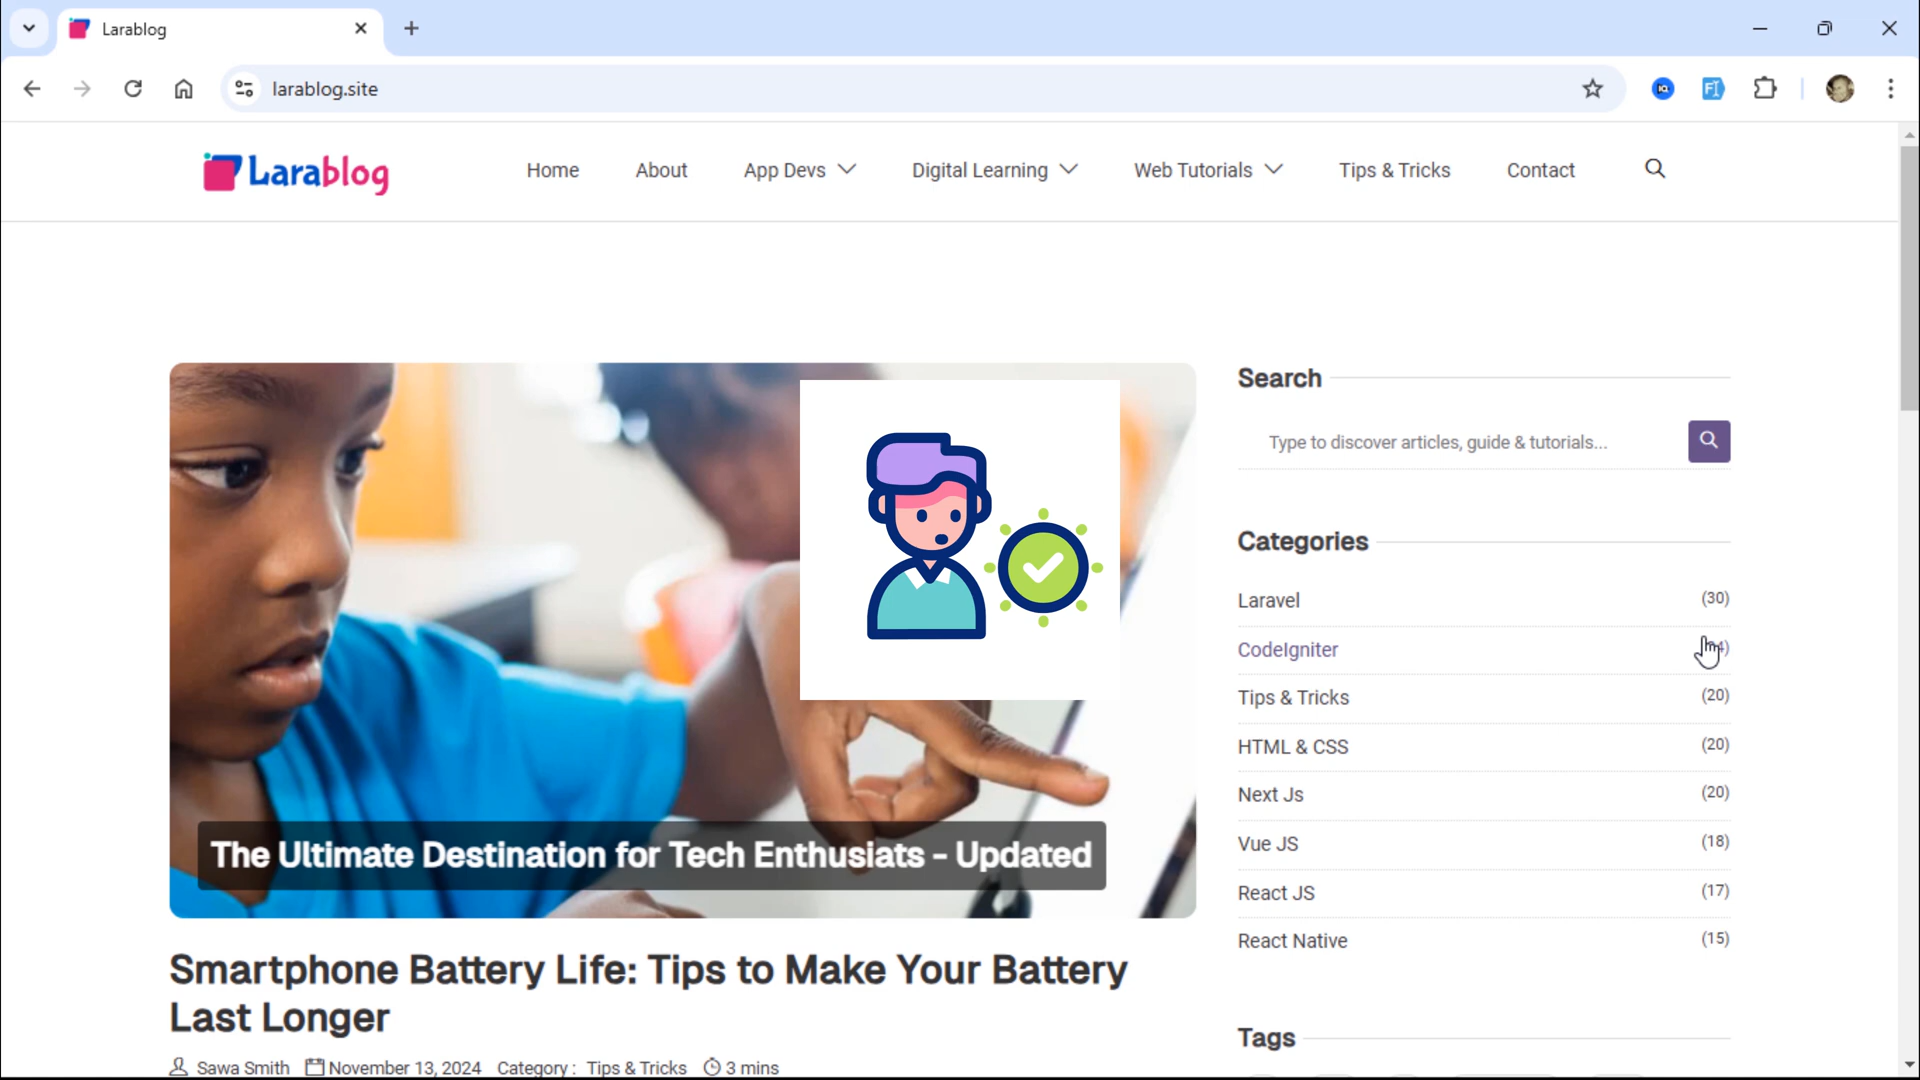 Larablog
larablog.site
Larablog
Home
About
App Devs
Digital Learning
Web Tutorials
Tips & Tricks
Contact
The Ultimate Destination for Tech Enthusiats - Updated
Smartphone Battery Life: Tips to Make Your Battery
Last Longer
Sawa Smith November 13, 2024 Category : Tips & Tricks 3 mins
Search
Type to discover articles, guide & tutorials...
Categories
Laravel (30)
CodeIgniter
Tips & Tricks (20)
HTML & CSS (20)
Next Js (20)
Vue JS (18)
React JS (17)
React Native (15)
Tags